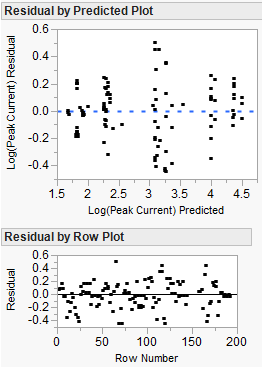 Residual by Predicted Plot
Log(Peak Current) Residual
0.6
0.4
0.2
0.0
-0.2
-0.4
1.5 2 2.5 3 3.5 4 4.5
Log(Peak Current) Predicted
Residual by Row Plot
Residual
0.6
0.4
0.2
0.0
-0.2
-0.4
0 50 100 150 200
Row Number